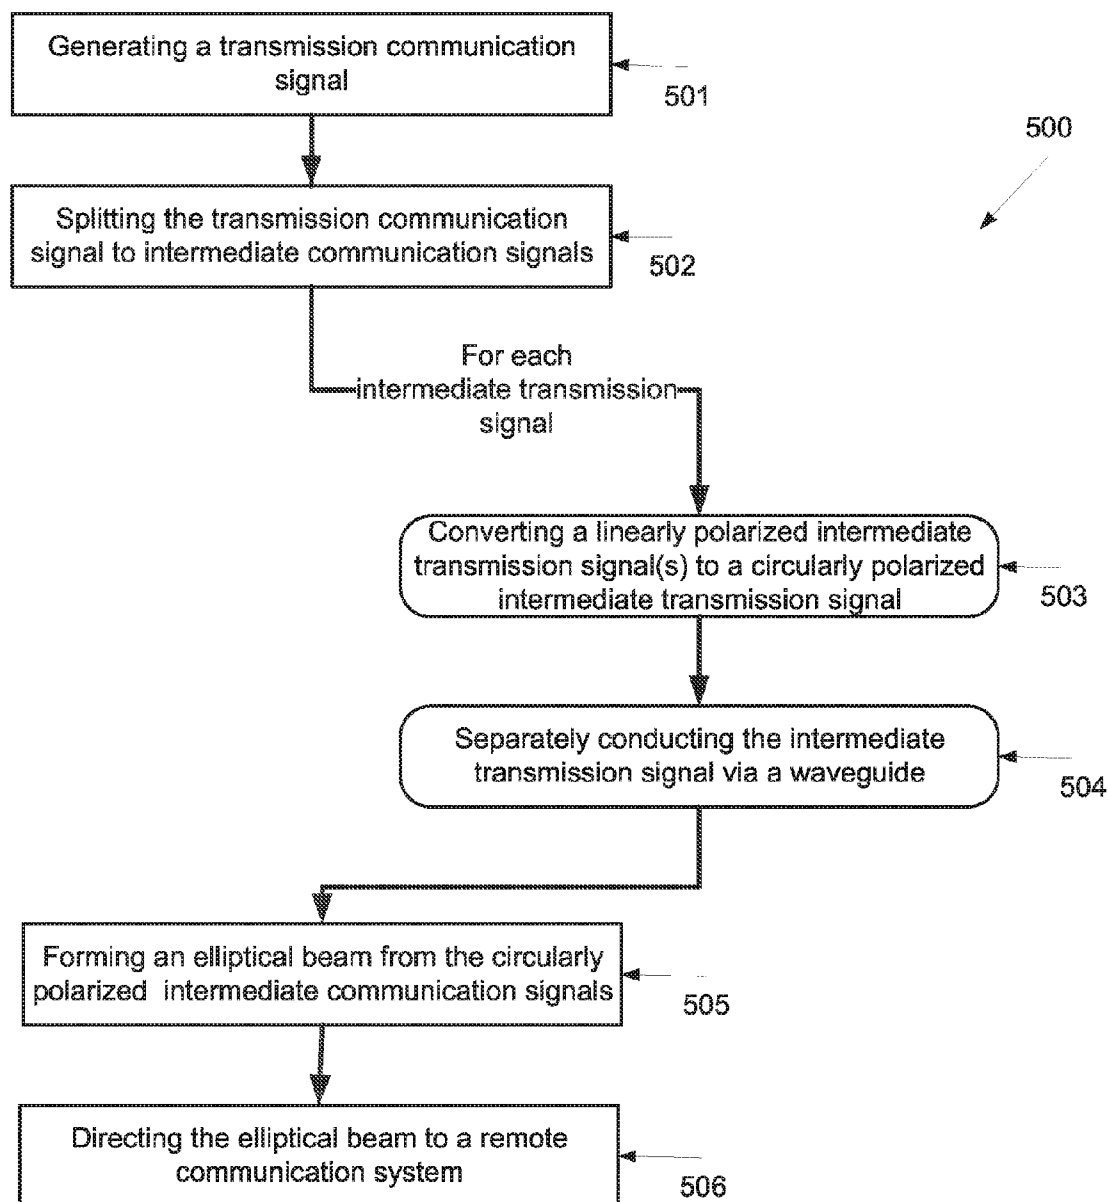 Generating a transmission communication
signal
501
500
Splitting the transmission communication
signal to intermediate communication signals
502
For each
intermediate transmission
signal
Converting a linearly polarized intermediate
transmission signal(s) to a circularly polarized
intermediate transmission signal
503
Separately conducting the intermediate
transmission signal via a waveguide
504
Forming an elliptical beam from the circularly
polarized intermediate communication signals
505
Directing the elliptical beam to a remote
communication system
506